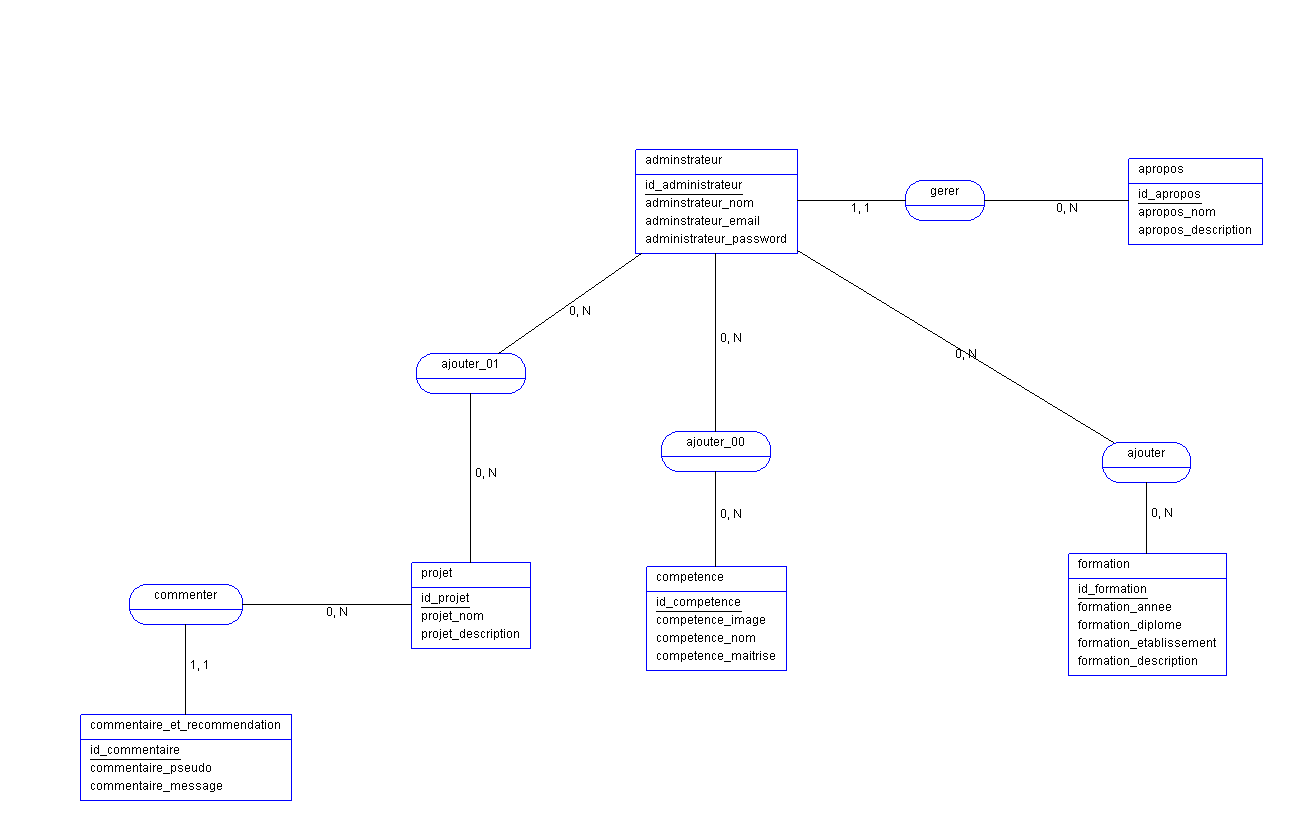 adminstrateur
id_administrateur
adminstrateur_nom
adminstrateur_email
administrateur_password
1, 1
gerer
0, N
apropos
id_apropos
apropos_nom
apropos_description
0, N
0, N
0, N
ajouter_01
0, N
ajouter_00
0, N
ajouter
0, N
projet
id_projet
projet_nom
projet_description
competence
id_competence
competence_image
competence_nom
competence_maitrise
formation
id_formation
formation_annee
formation_diplome
formation_etablissement
formation_description
commenter
0, N
1, 1
commentaire_et_recommendation
id_commentaire
commentaire_pseudo
commentaire_message